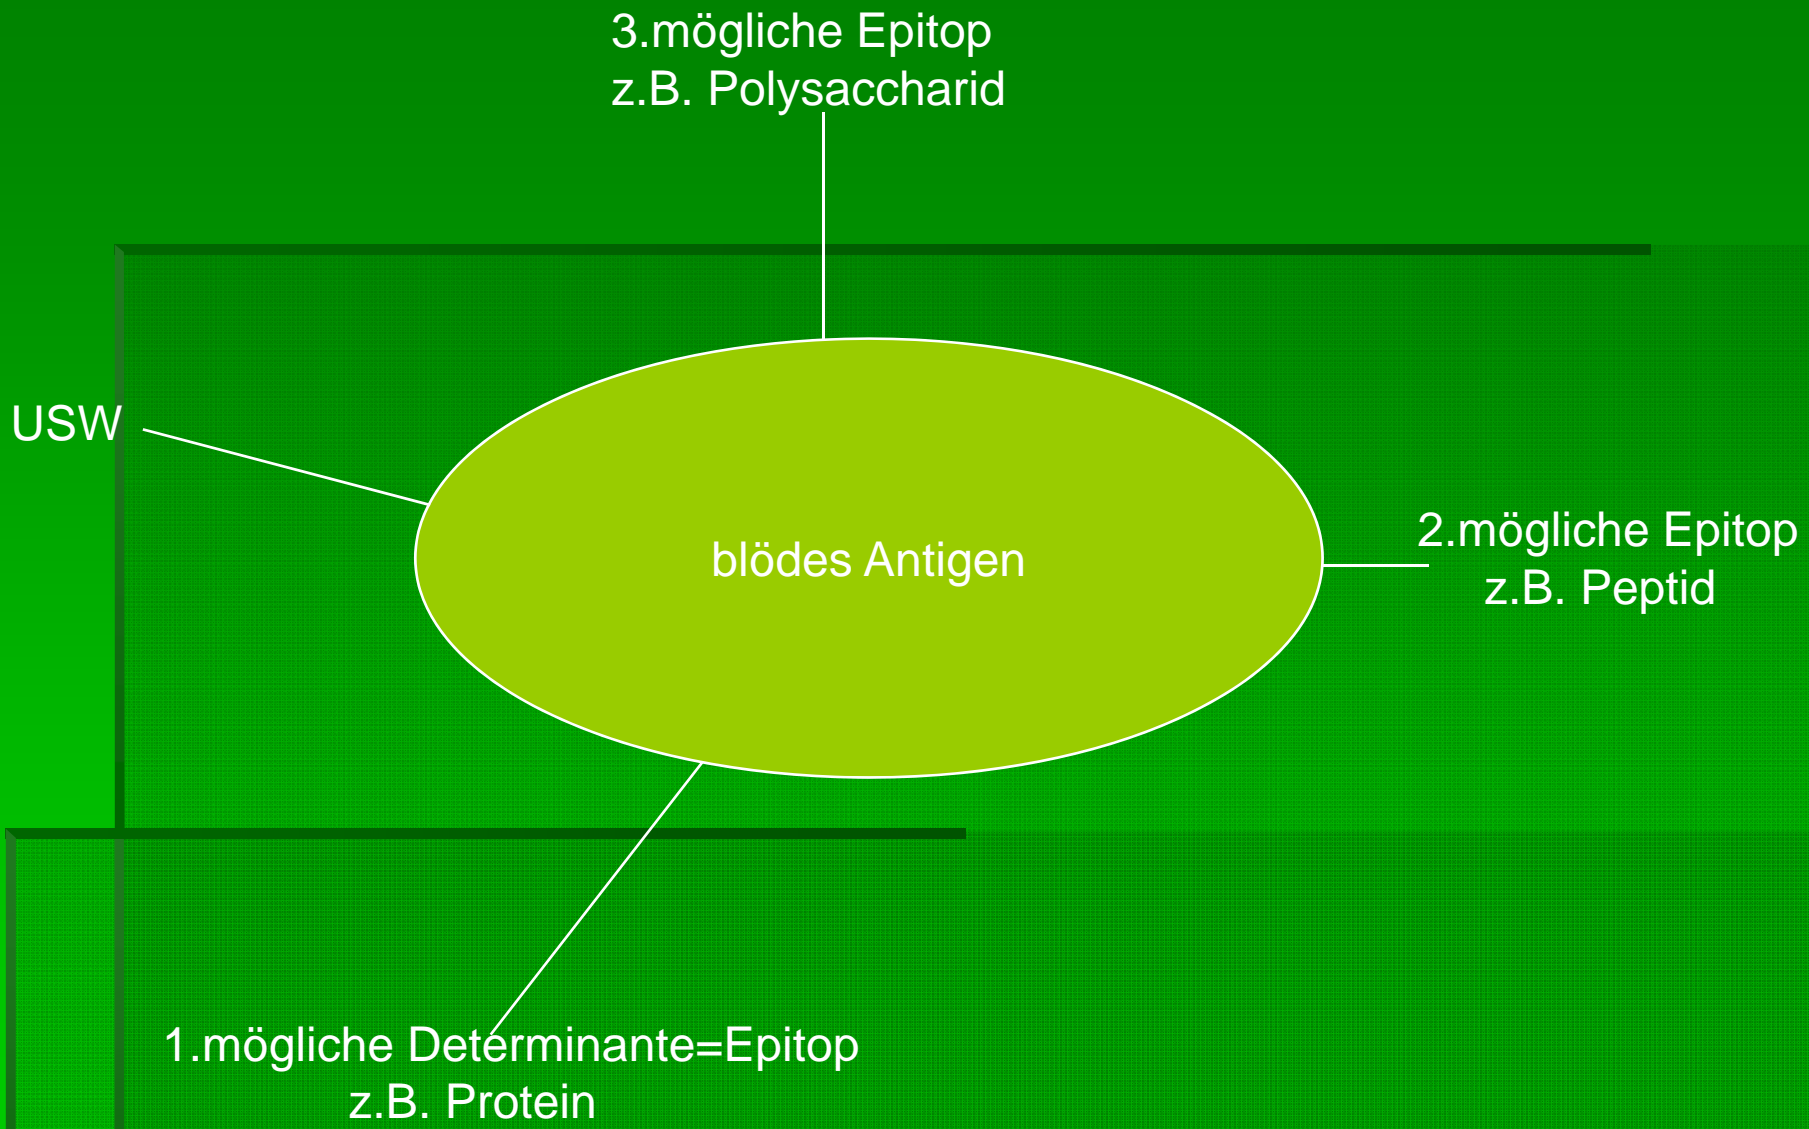 3.mögliche Epitop
z.B. Polysaccharid
USW
blödes Antigen
2.mögliche Epitop
z.B. Peptid
1.mögliche Determinante=Epitop
z.B. Protein